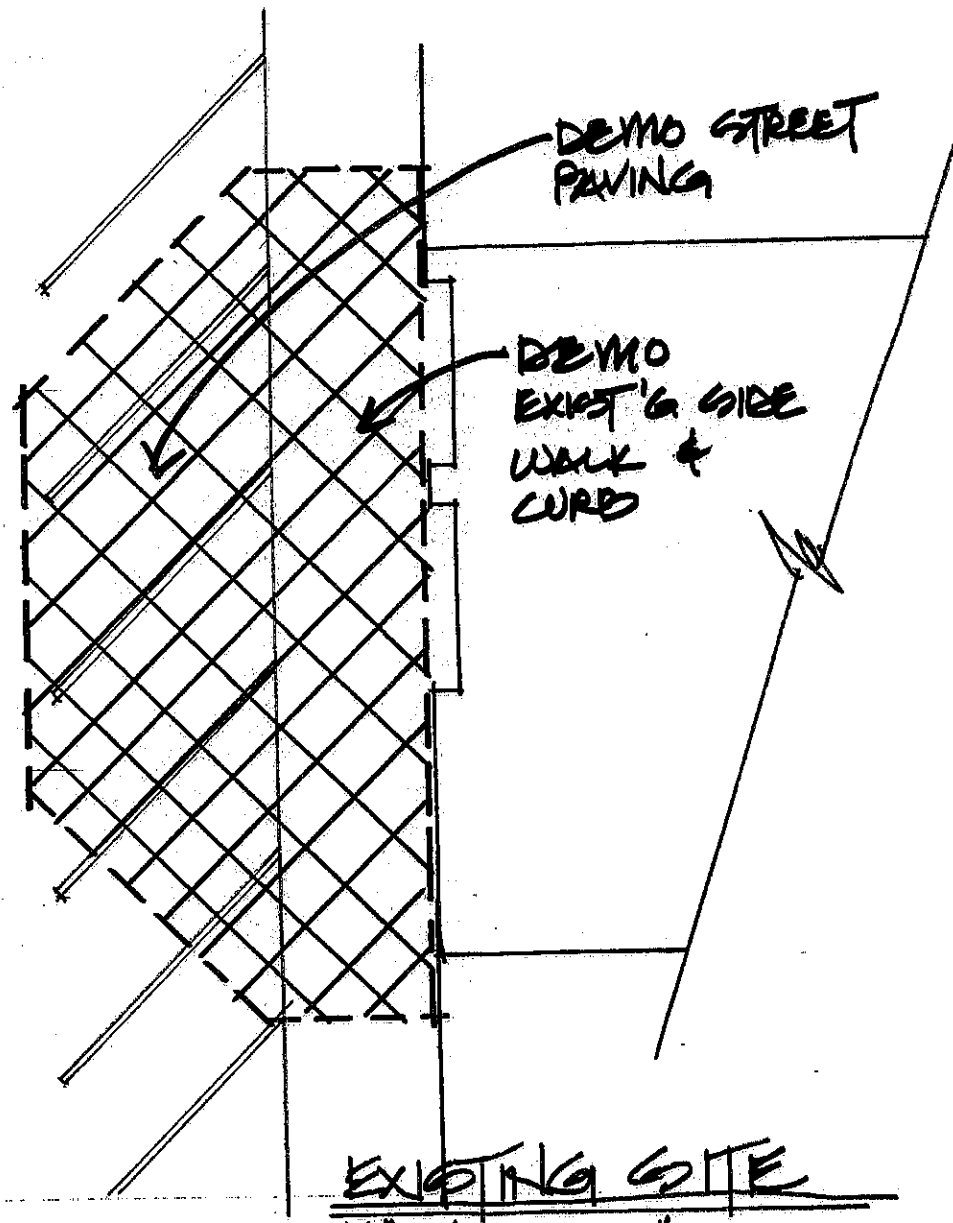 DEMO STREET
PAVING
DEMO
EXIST'G SIDE
WALK &
CURB
EXISTING SITE